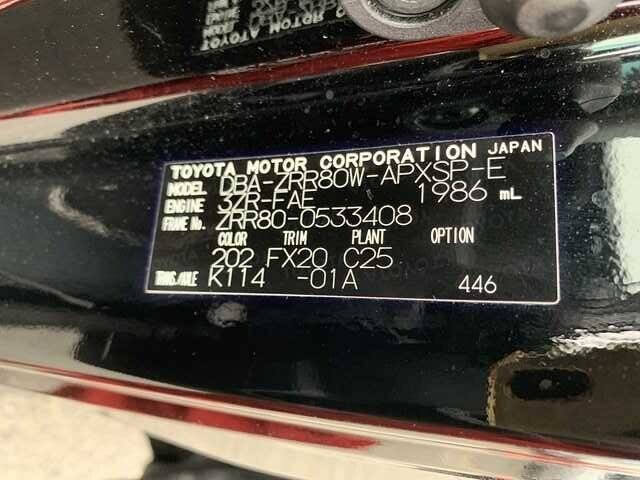 TOYOTA MOTOR CORPORATION JAPAN
MODEL DBA-ZRR80W-APXSP-E
ENGINE 3ZR-FAE 1986 mL
FRAME No. ZRR80-0533408
COLOR TRIM PLANT OPTION
202 FX20 C25
TRANS./AXLE K114 -01A 446